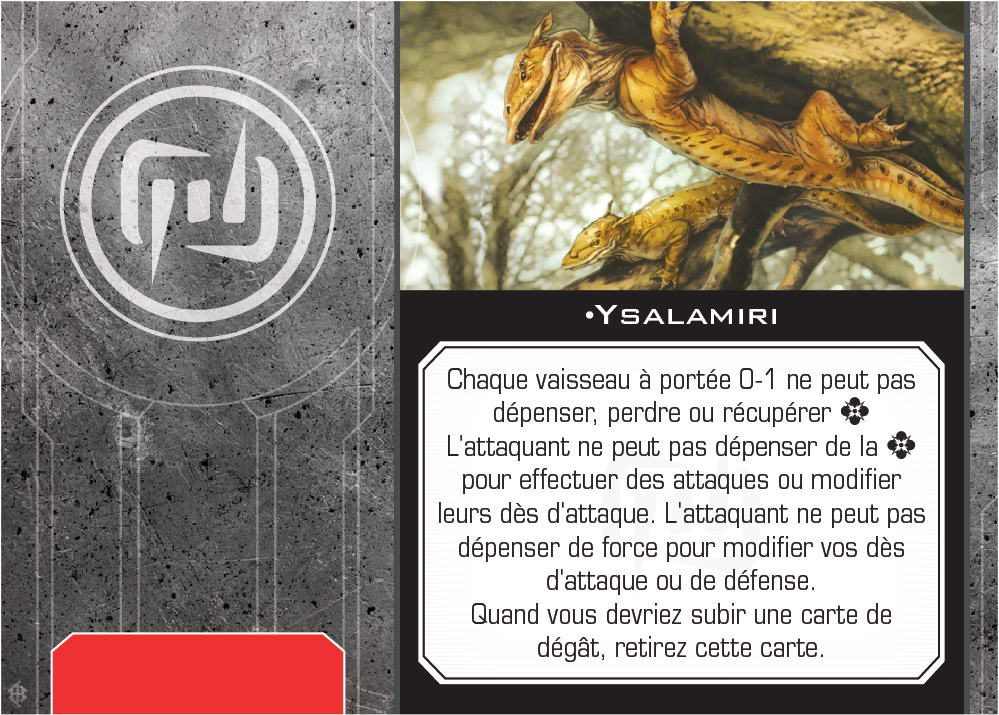 •Ysalamiri
Chaque vaisseau à portée 0-1 ne peut pas
dépenser, perdre ou récupérer
L'attaquant ne peut pas dépenser de la
pour effectuer des attaques ou modifier
leurs dès d'attaque. L'attaquant ne peut pas
dépenser de force pour modifier vos dès
d'attaque ou de défense.
Quand vous devriez subir une carte de
dégât, retirez cette carte.